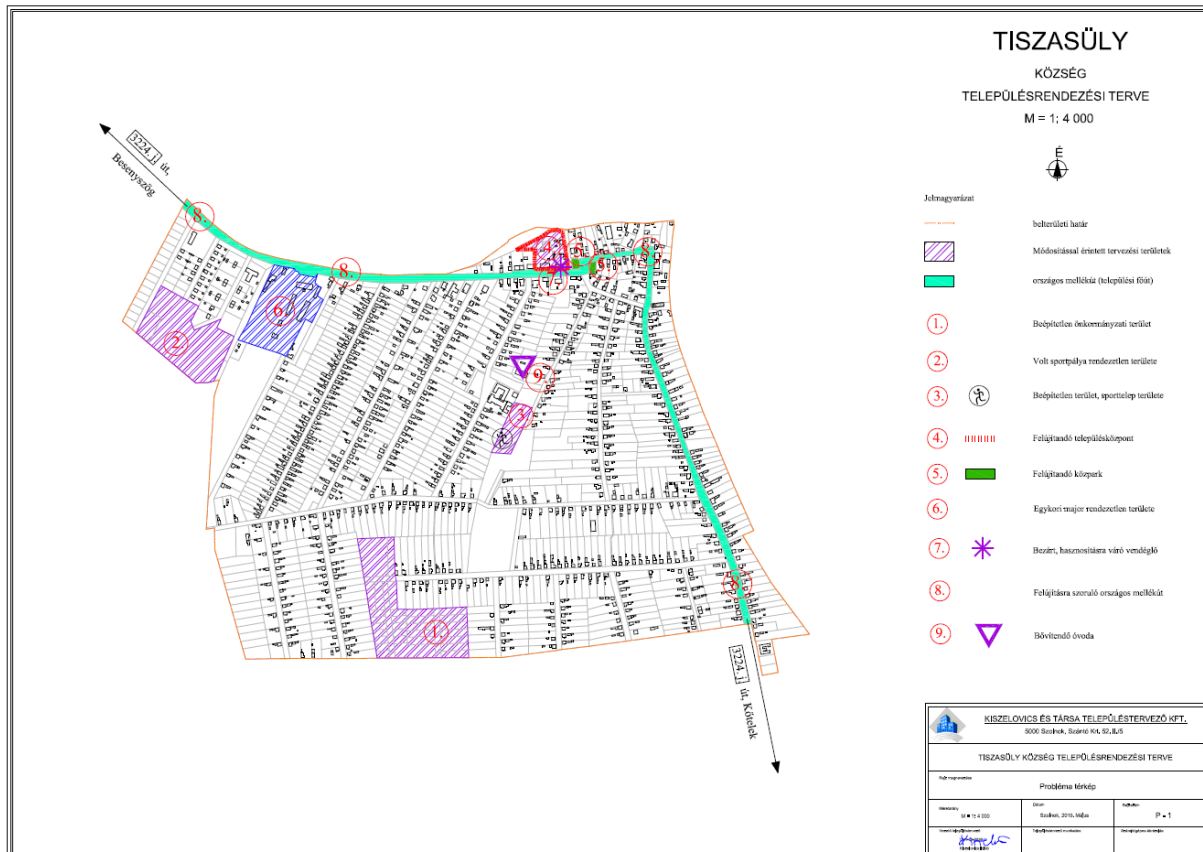 TISZASÜLY
KÖZSÉG
TELEPÜLÉSRENDEZÉSI TERVE
M = 1: 4 000
É
Jelmagyarázat
belterületi határ
Módosítással érintett tervezési területek
országos mellékút (települési főút)
1. Beépítetlen önkormányzati terület
2. Volt sportpálya rendezetlen területe
3. Beépítetlen terület, sporttelep területe
4. Felújítandó településközpont
5. Felújítandó közpark
6. Egykori major rendezetlen területe
7. Bezárt, hasznosításra váró vendéglő
8. Felújításra szoruló országos mellékút
9. Bővítendő óvoda
3224. j. út,
Besenyszög
8.
8.
2.
6.
4.
9.
3.
1.
8.
3224. j. út, Kőtelek
KISZELOVICS ÉS TÁRSA TELEPÜLÉSTERVEZŐ KFT.
5000 Szolnok, Szántó Krt. 52. II./5
TISZASÜLY KÖZSÉG TELEPÜLÉSRENDEZÉSI TERVE
Probléma térkép
M = 1: 4 000
Szolnok, 2015. Május
P - 1